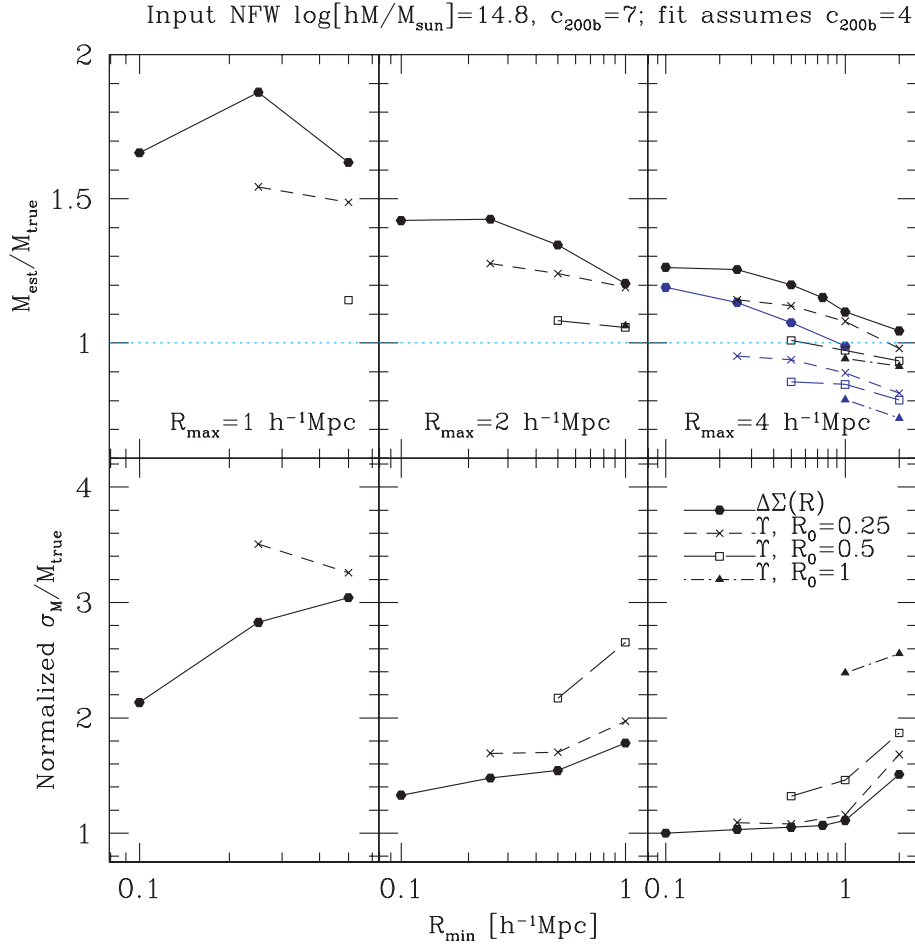 Input NFW log[hM/M_sun]=14.8, c_200b=7; fit assumes c_200b=4
2
1.5
1
M_est/M_true
R_max=1 h⁻¹Mpc
R_max=2 h⁻¹Mpc
R_max=4 h⁻¹Mpc
4
3
2
1
Normalized σ_M/M_true
ΔΣ(R)
ϒ, R_0=0.25
ϒ, R_0=0.5
ϒ, R_0=1
0.1
0.1
1
0.1
1
R_min [h⁻¹Mpc]